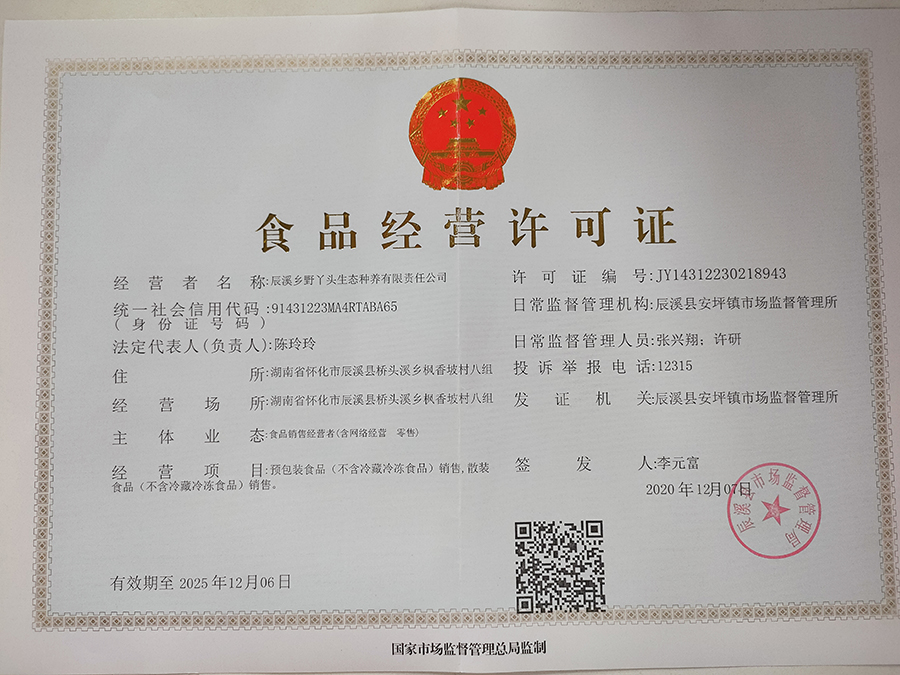 食品经营许可证
经营者名称:辰溪乡野丫头生态种养有限责任公司
统一社会信用代码:91431223MA4RTABA65
(身份证号码)
法定代表人(负责人):陈玲玲
住所:湖南省怀化市辰溪县桥头溪乡枫香坡村八组
经营场所:湖南省怀化市辰溪县桥头溪乡枫香坡村八组
主体业态:食品销售经营者(含网络经营 零售)
经营项目:预包装食品（不含冷藏冷冻食品）销售,散装
食品（不含冷藏冷冻食品）销售。
有效期至 2025年12月06日
许可证编号:JY14312230218943
日常监督管理机构:辰溪县安坪镇市场监督管理所
日常监督管理人员:张兴翔；许研
投诉举报电话:12315
发证机关:辰溪县安坪镇市场监督管理所
签发人:李元富
2020年12月07日
辰溪县市场监督管理局
国家市场监督管理总局监制